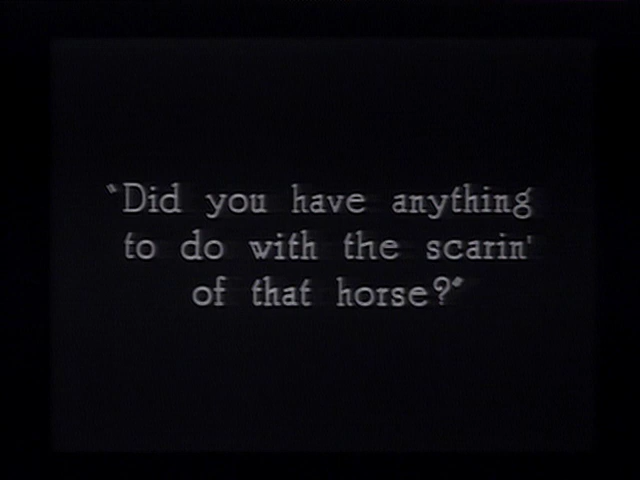 "Did you have anything
to do with the scarin'
of that horse?"